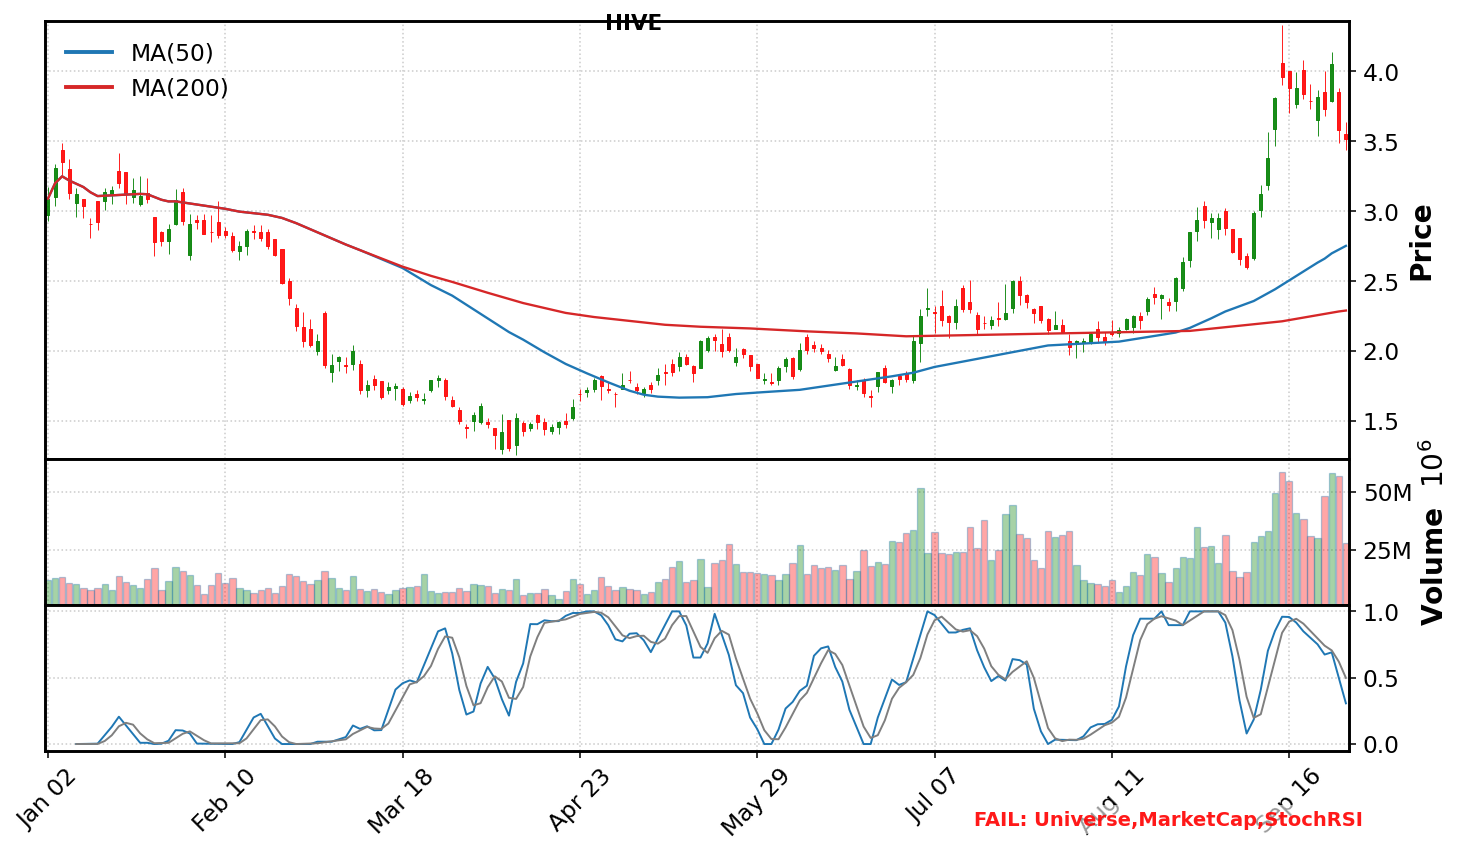 HIVE
MA(50)
MA(200)
4.0
3.5
3.0
2.5
2.0
1.5
Price
50M
25M
Volume 10^6
1.0
0.5
0.0
Jan 02
Feb 10
Mar 18
Apr 23
May 29
Jul 07
Aug 11
Sep 16
FAIL: Universe,MarketCap,StochRSI